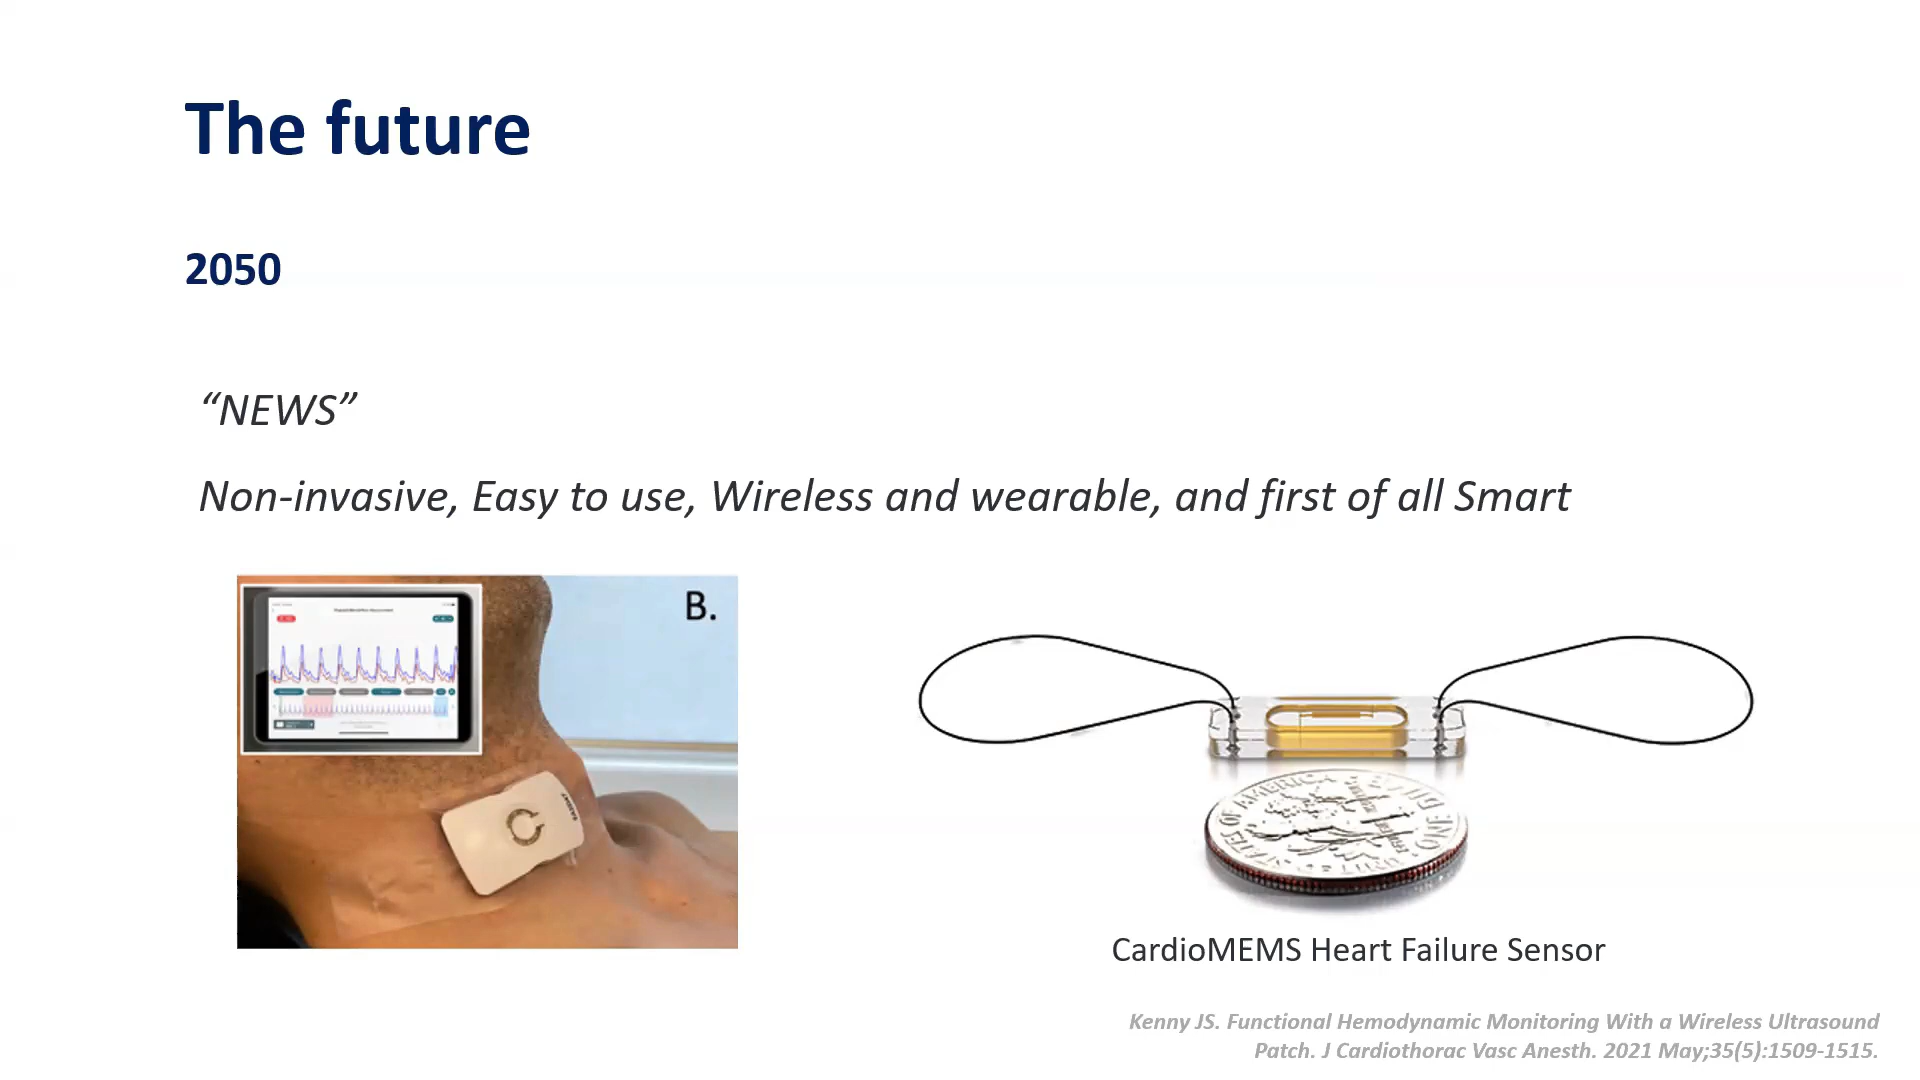 The future
2050
“NEWS”
Non-invasive, Easy to use, Wireless and wearable, and first of all Smart
B.
CardioMEMS Heart Failure Sensor
Kenny JS. Functional Hemodynamic Monitoring With a Wireless Ultrasound
Patch. J Cardiothorac Vasc Anesth. 2021 May;35(5):1509-1515.